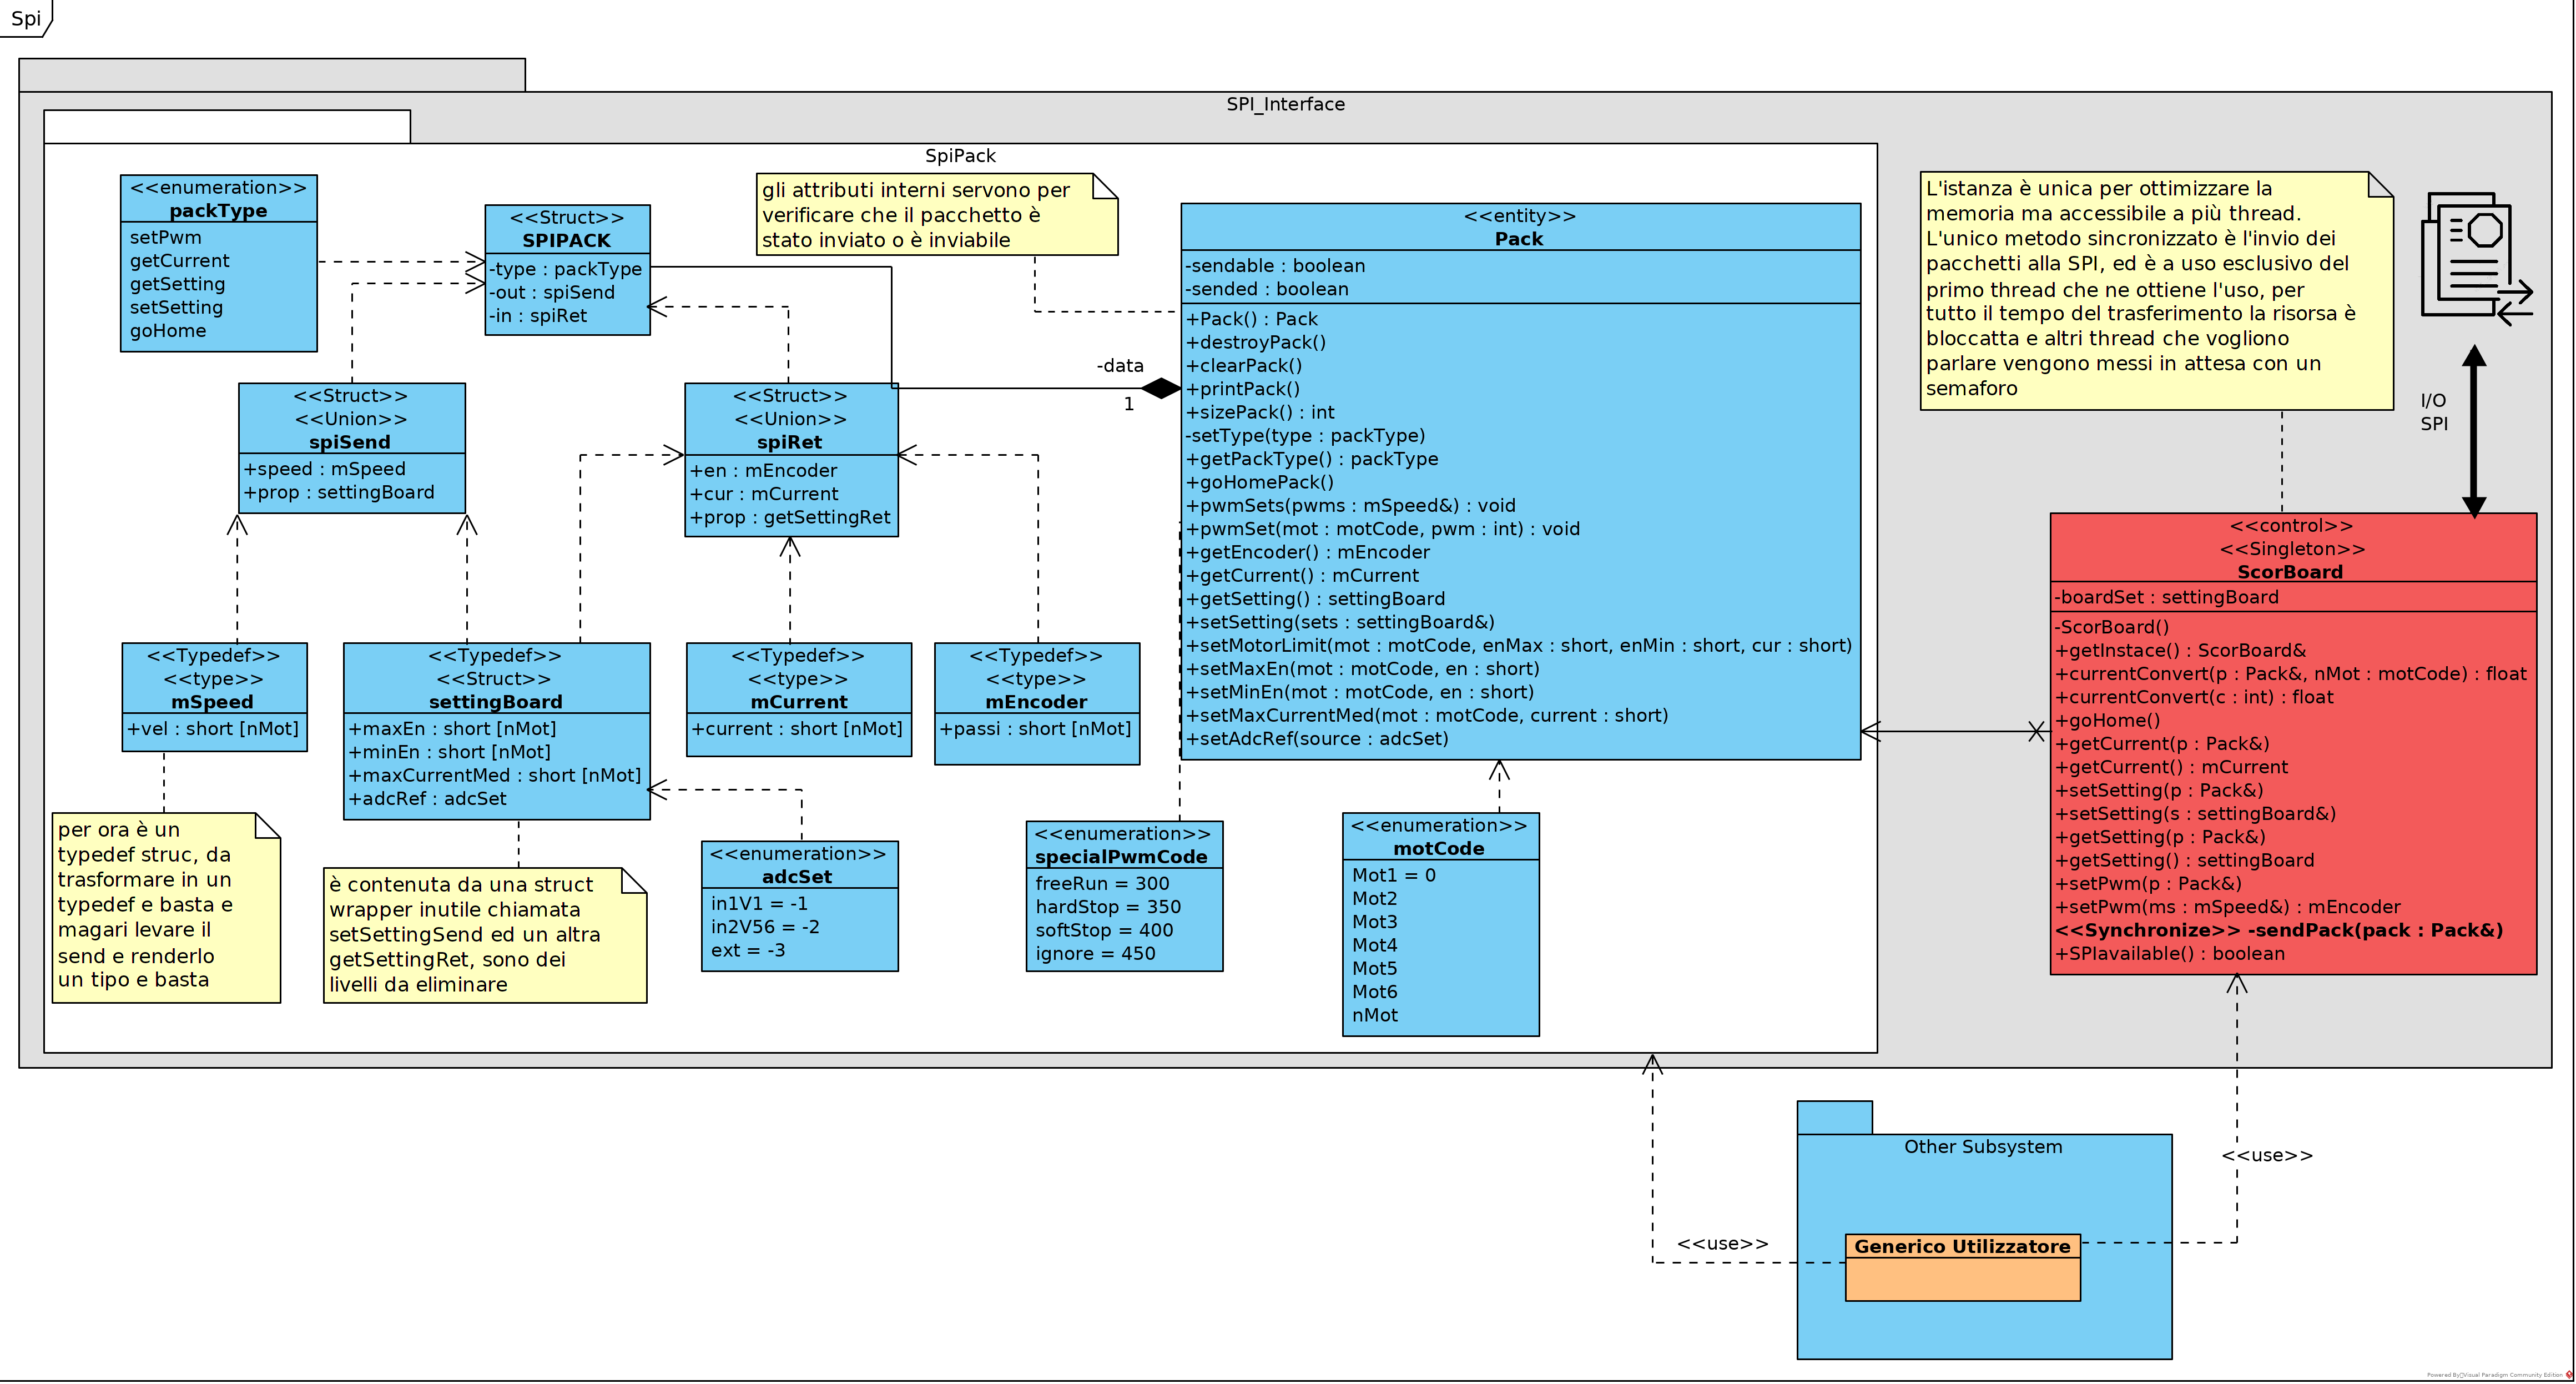 Spi
SPI_Interface
SpiPack
<<enumeration>>
packType
setPwm
getCurrent
getSetting
setSetting
goHome
<<Struct>>
SPIPACK
-type : packType
-out : spiSend
-in : spiRet
gli attributi interni servono per
verificare che il pacchetto è
stato inviato o è inviabile
<<entity>>
Pack
-sendable : boolean
-sended : boolean
+Pack() : Pack
+destroyPack()
+clearPack()
+printPack()
+sizePack() : int
-setType(type : packType)
+getPackType() : packType
+goHomePack()
+pwmSets(pwms : mSpeed&) : void
+pwmSet(mot : motCode, pwm : int) : void
+getEncoder() : mEncoder
+getCurrent() : mCurrent
+getSetting() : settingBoard
+setSetting(sets : settingBoard&)
+setMotorLimit(mot : motCode, enMax : short, enMin : short, cur : short)
+setMaxEn(mot : motCode, en : short)
+setMinEn(mot : motCode, en : short)
+setMaxCurrentMed(mot : motCode, current : short)
+setAdcRef(source : adcSet)
-data
1
L'istanza è unica per ottimizzare la
memoria ma accessibile a più thread.
L'unico metodo sincronizzato è l'invio dei
pacchetti alla SPI, ed è a uso esclusivo del
primo thread che ne ottiene l'uso, per
tutto il tempo del trasferimento la risorsa è
bloccatta e altri thread che vogliono
parlare vengono messi in attesa con un
semaforo
I/O
SPI
<<Struct>>
<<Union>>
spiSend
+speed : mSpeed
+prop : settingBoard
<<Struct>>
<<Union>>
spiRet
+en : mEncoder
+cur : mCurrent
+prop : getSettingRet
<<control>>
<<Singleton>>
ScorBoard
-boardSet : settingBoard
-ScorBoard()
+getInstace() : ScorBoard&
+currentConvert(p : Pack&, nMot : motCode) : float
+currentConvert(c : int) : float
+goHome()
+getCurrent(p : Pack&)
+getCurrent() : mCurrent
+setSetting(p : Pack&)
+setSetting(s : settingBoard&)
+getSetting(p : Pack&)
+getSetting() : settingBoard
+setPwm(p : Pack&)
+setPwm(ms : mSpeed&) : mEncoder
<<Synchronize>> -sendPack(pack : Pack&)
+SPIavailable() : boolean
<<Typedef>>
<<type>>
mSpeed
+vel : short [nMot]
<<Typedef>>
<<Struct>>
settingBoard
+maxEn : short [nMot]
+minEn : short [nMot]
+maxCurrentMed : short [nMot]
+adcRef : adcSet
<<Typedef>>
<<type>>
mCurrent
+current : short [nMot]
<<Typedef>>
<<type>>
mEncoder
+passi : short [nMot]
per ora è un
typedef struc, da
trasformare in un
typedef e basta e
magari levare il
send e renderlo
un tipo e basta
è contenuta da una struct
wrapper inutile chiamata
setSettingSend ed un altra
getSettingRet, sono dei
livelli da eliminare
<<enumeration>>
adcSet
in1V1 = -1
in2V56 = -2
ext = -3
<<enumeration>>
specialPwmCode
freeRun = 300
hardStop = 350
softStop = 400
ignore = 450
<<enumeration>>
motCode
Mot1 = 0
Mot2
Mot3
Mot4
Mot5
Mot6
nMot
Other Subsystem
<<use>>
<<use>>
Generico Utilizzatore
Powered By Visual Paradigm Community Edition